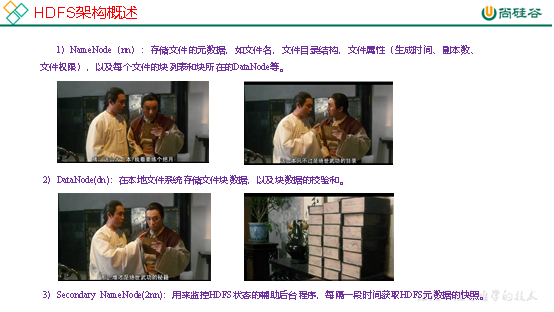 HDFS架构概述
尚硅谷
1）NameNode（nn）：存储文件的元数据，如文件名，文件目录结构，文件属性（生成时间、副本数、
文件权限），以及每个文件的块列表和块所在的DataNode等。
2）DataNode(dn)：在本地文件系统存储文件块数据，以及块数据的校验和。
3）Secondary NameNode(2nn)：用来监控HDFS状态的辅助后台程序，每隔一段时间获取HDFS元数据的快照。